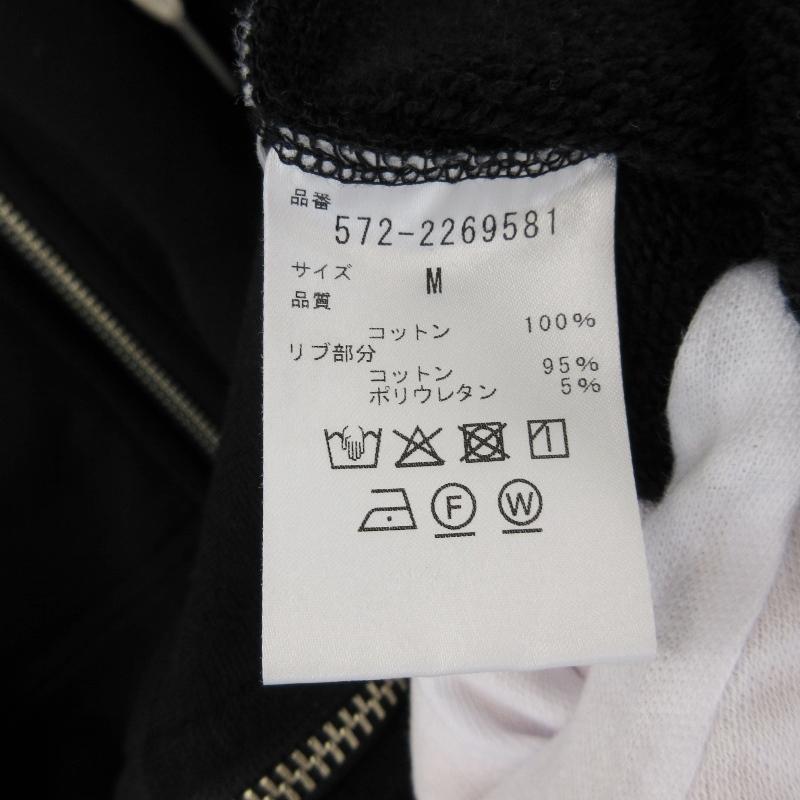 品番
572-2269581
サイズ M
品質
コットン 100%
リブ部分
コットン 95%
ポリウレタン 5%
F W